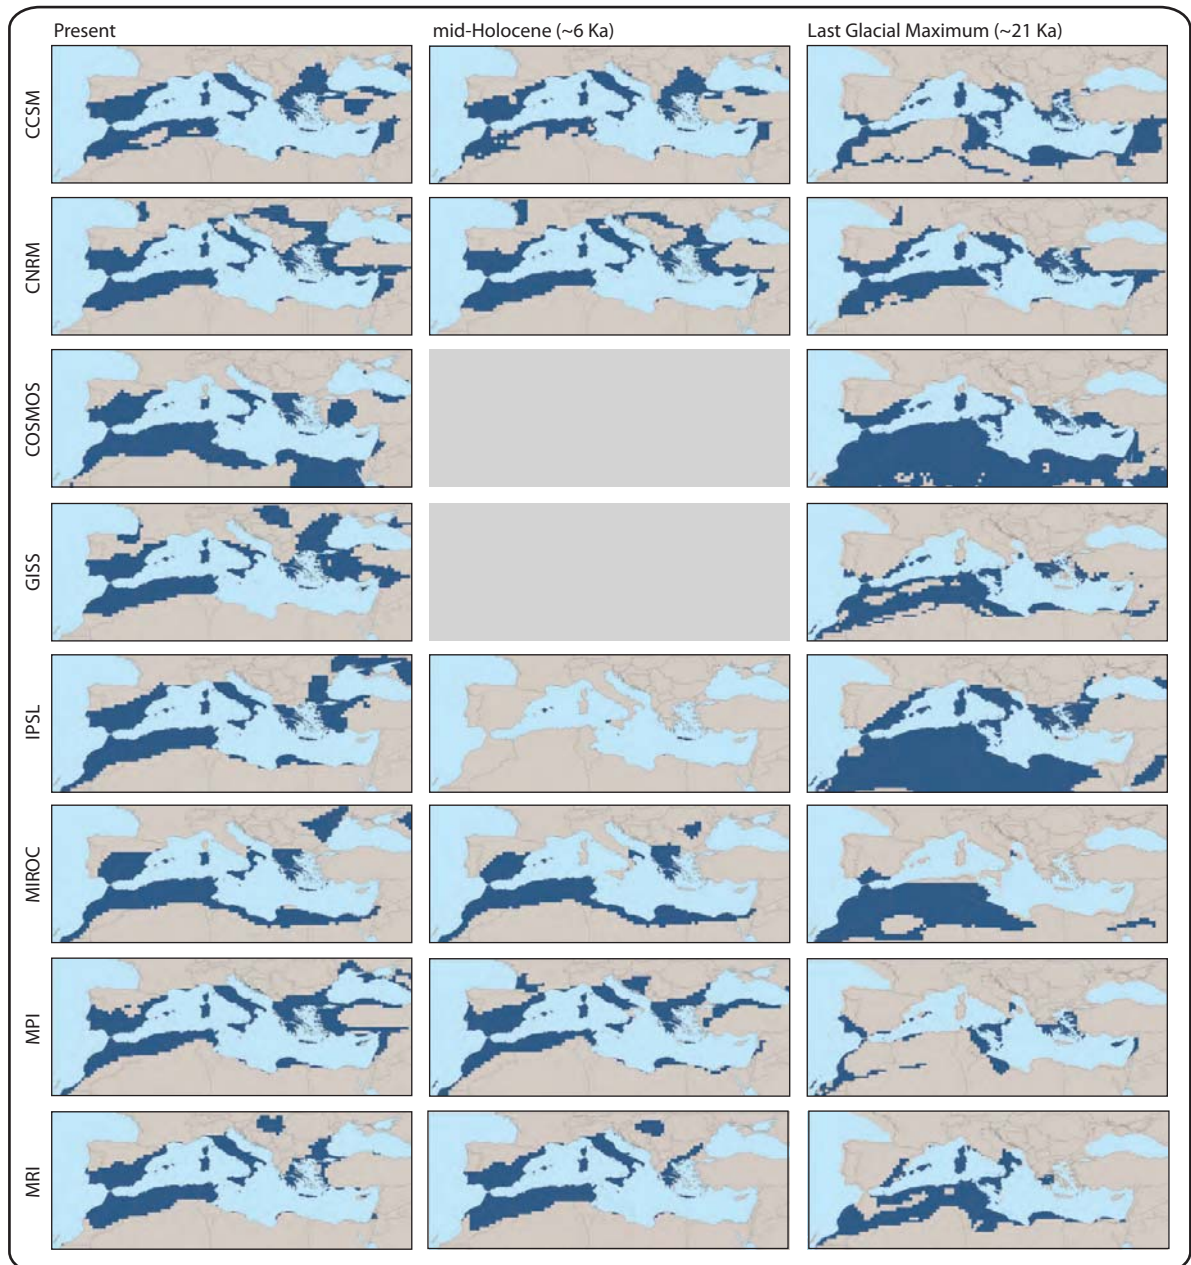 Present
mid-Holocene (~6 Ka)
Last Glacial Maximum (~21 Ka)
CCSM
CNRM
COSMOS
GISS
IPSL
MIROC
MPI
MRI